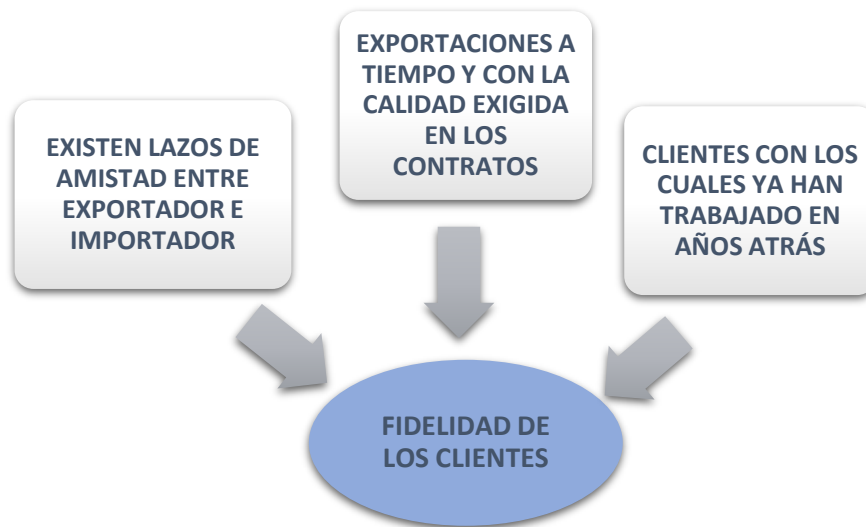 EXISTEN LAZOS DE
AMISTAD ENTRE
EXPORTADOR E
IMPORTADOR
EXPORTACIONES A
TIEMPO Y CON LA
CALIDAD EXIGIDA
EN LOS
CONTRATOS
CLIENTES CON LOS
CUALES YA HAN
TRABAJADO EN
AÑOS ATRÁS
FIDELIDAD DE
LOS CLIENTES